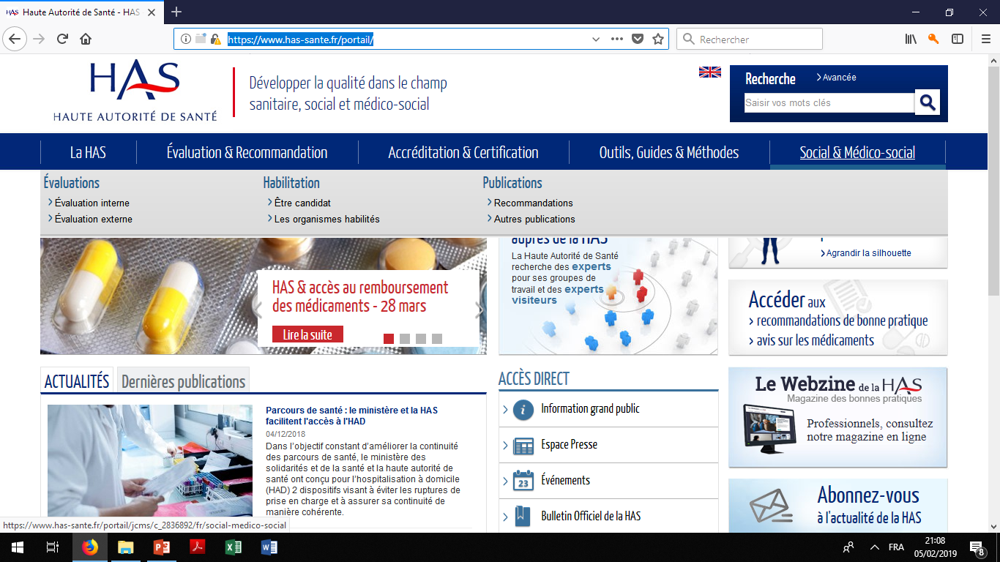 HAS Haute Autorité de Santé - HAS
https://www.has-sante.fr/portail/
Rechercher
HAS
HAUTE AUTORITÉ DE SANTÉ
Développer la qualité dans le champ
sanitaire, social et médico-social
Recherche
Avancée
Saisir vos mots clés
La HAS
Évaluation & Recommandation
Accréditation & Certification
Outils, Guides & Méthodes
Social & Médico-social
Évaluations
Évaluation interne
Évaluation externe
Habilitation
Être candidat
Les organismes habilités
Publications
Recommandations
Autres publications
HAS & accès au remboursement
des médicaments - 28 mars
Lire la suite
auprès de la HAS
La Haute Autorité de Santé
recherche des experts
pour ses groupes de
travail et des experts
visiteurs
Agrandir la silhouette
Accéder aux
› recommandations de bonne pratique
› avis sur les médicaments
ACTUALITÉS
Dernières publications
Parcours de santé : le ministère et la HAS
facilitent l'accès à l'HAD
04/12/2018
Dans l'objectif constant d'améliorer la continuité
des parcours de santé, le ministère des
solidarités et de la santé et la haute autorité de
santé ont conçu pour l'hospitalisation à domicile
(HAD) 2 dispositifs visant à éviter les ruptures de
prise en charge et à assurer sa continuité de
manière cohérente.
ACCÈS DIRECT
Information grand public
Espace Presse
23
Événements
Bulletin Officiel de la HAS
Le Webzine de la HAS
Magazine des bonnes pratiques
Professionnels, consultez
notre magazine en ligne
Abonnez-vous
à l'actualité de la HAS
https://www.has-sante.fr/portail/jcms/c_2836892/fr/social-medico-social
FRA
21:08
05/02/2019
8